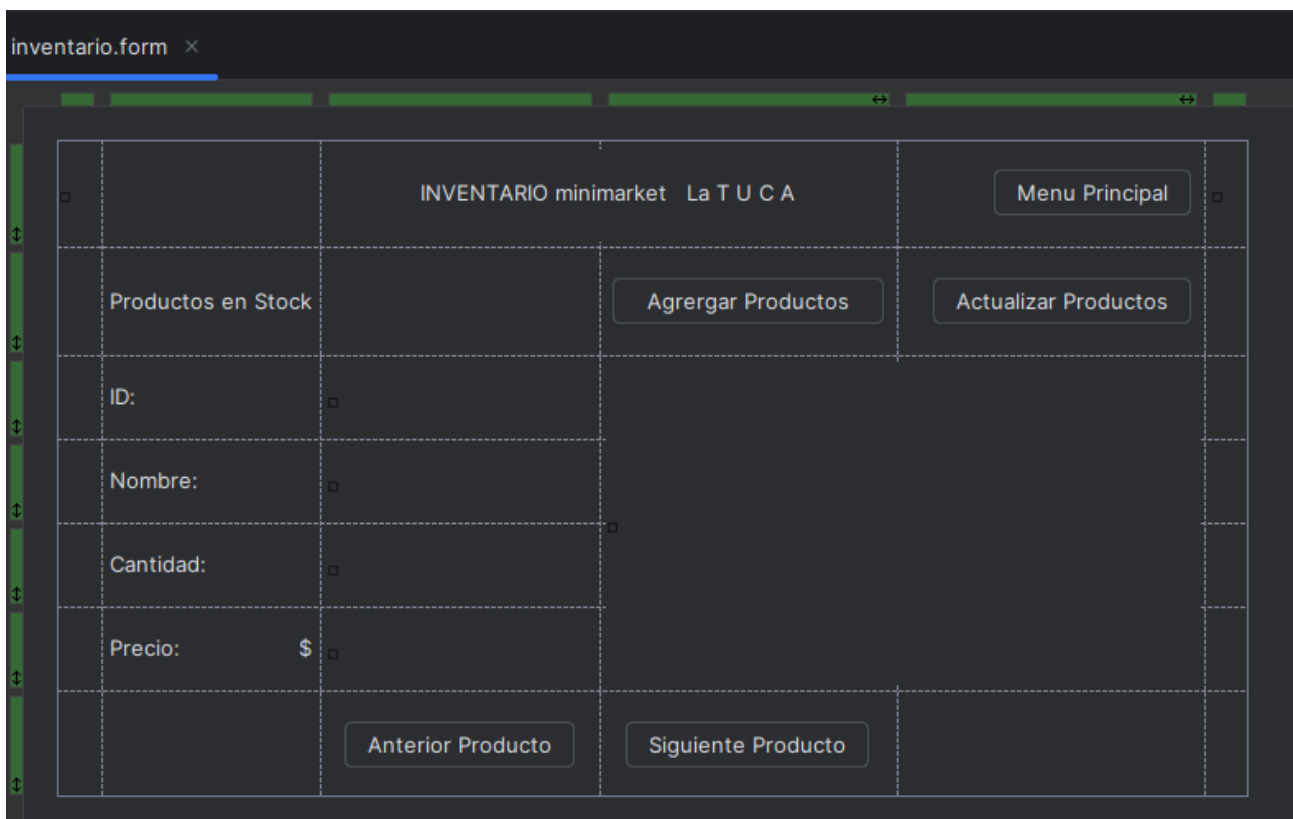 inventario.form ×
INVENTARIO minimarket La T U C A
Menu Principal
Productos en Stock
Agrergar Productos
Actualizar Productos
ID:
Nombre:
Cantidad:
Precio: $
Anterior Producto
Siguiente Producto